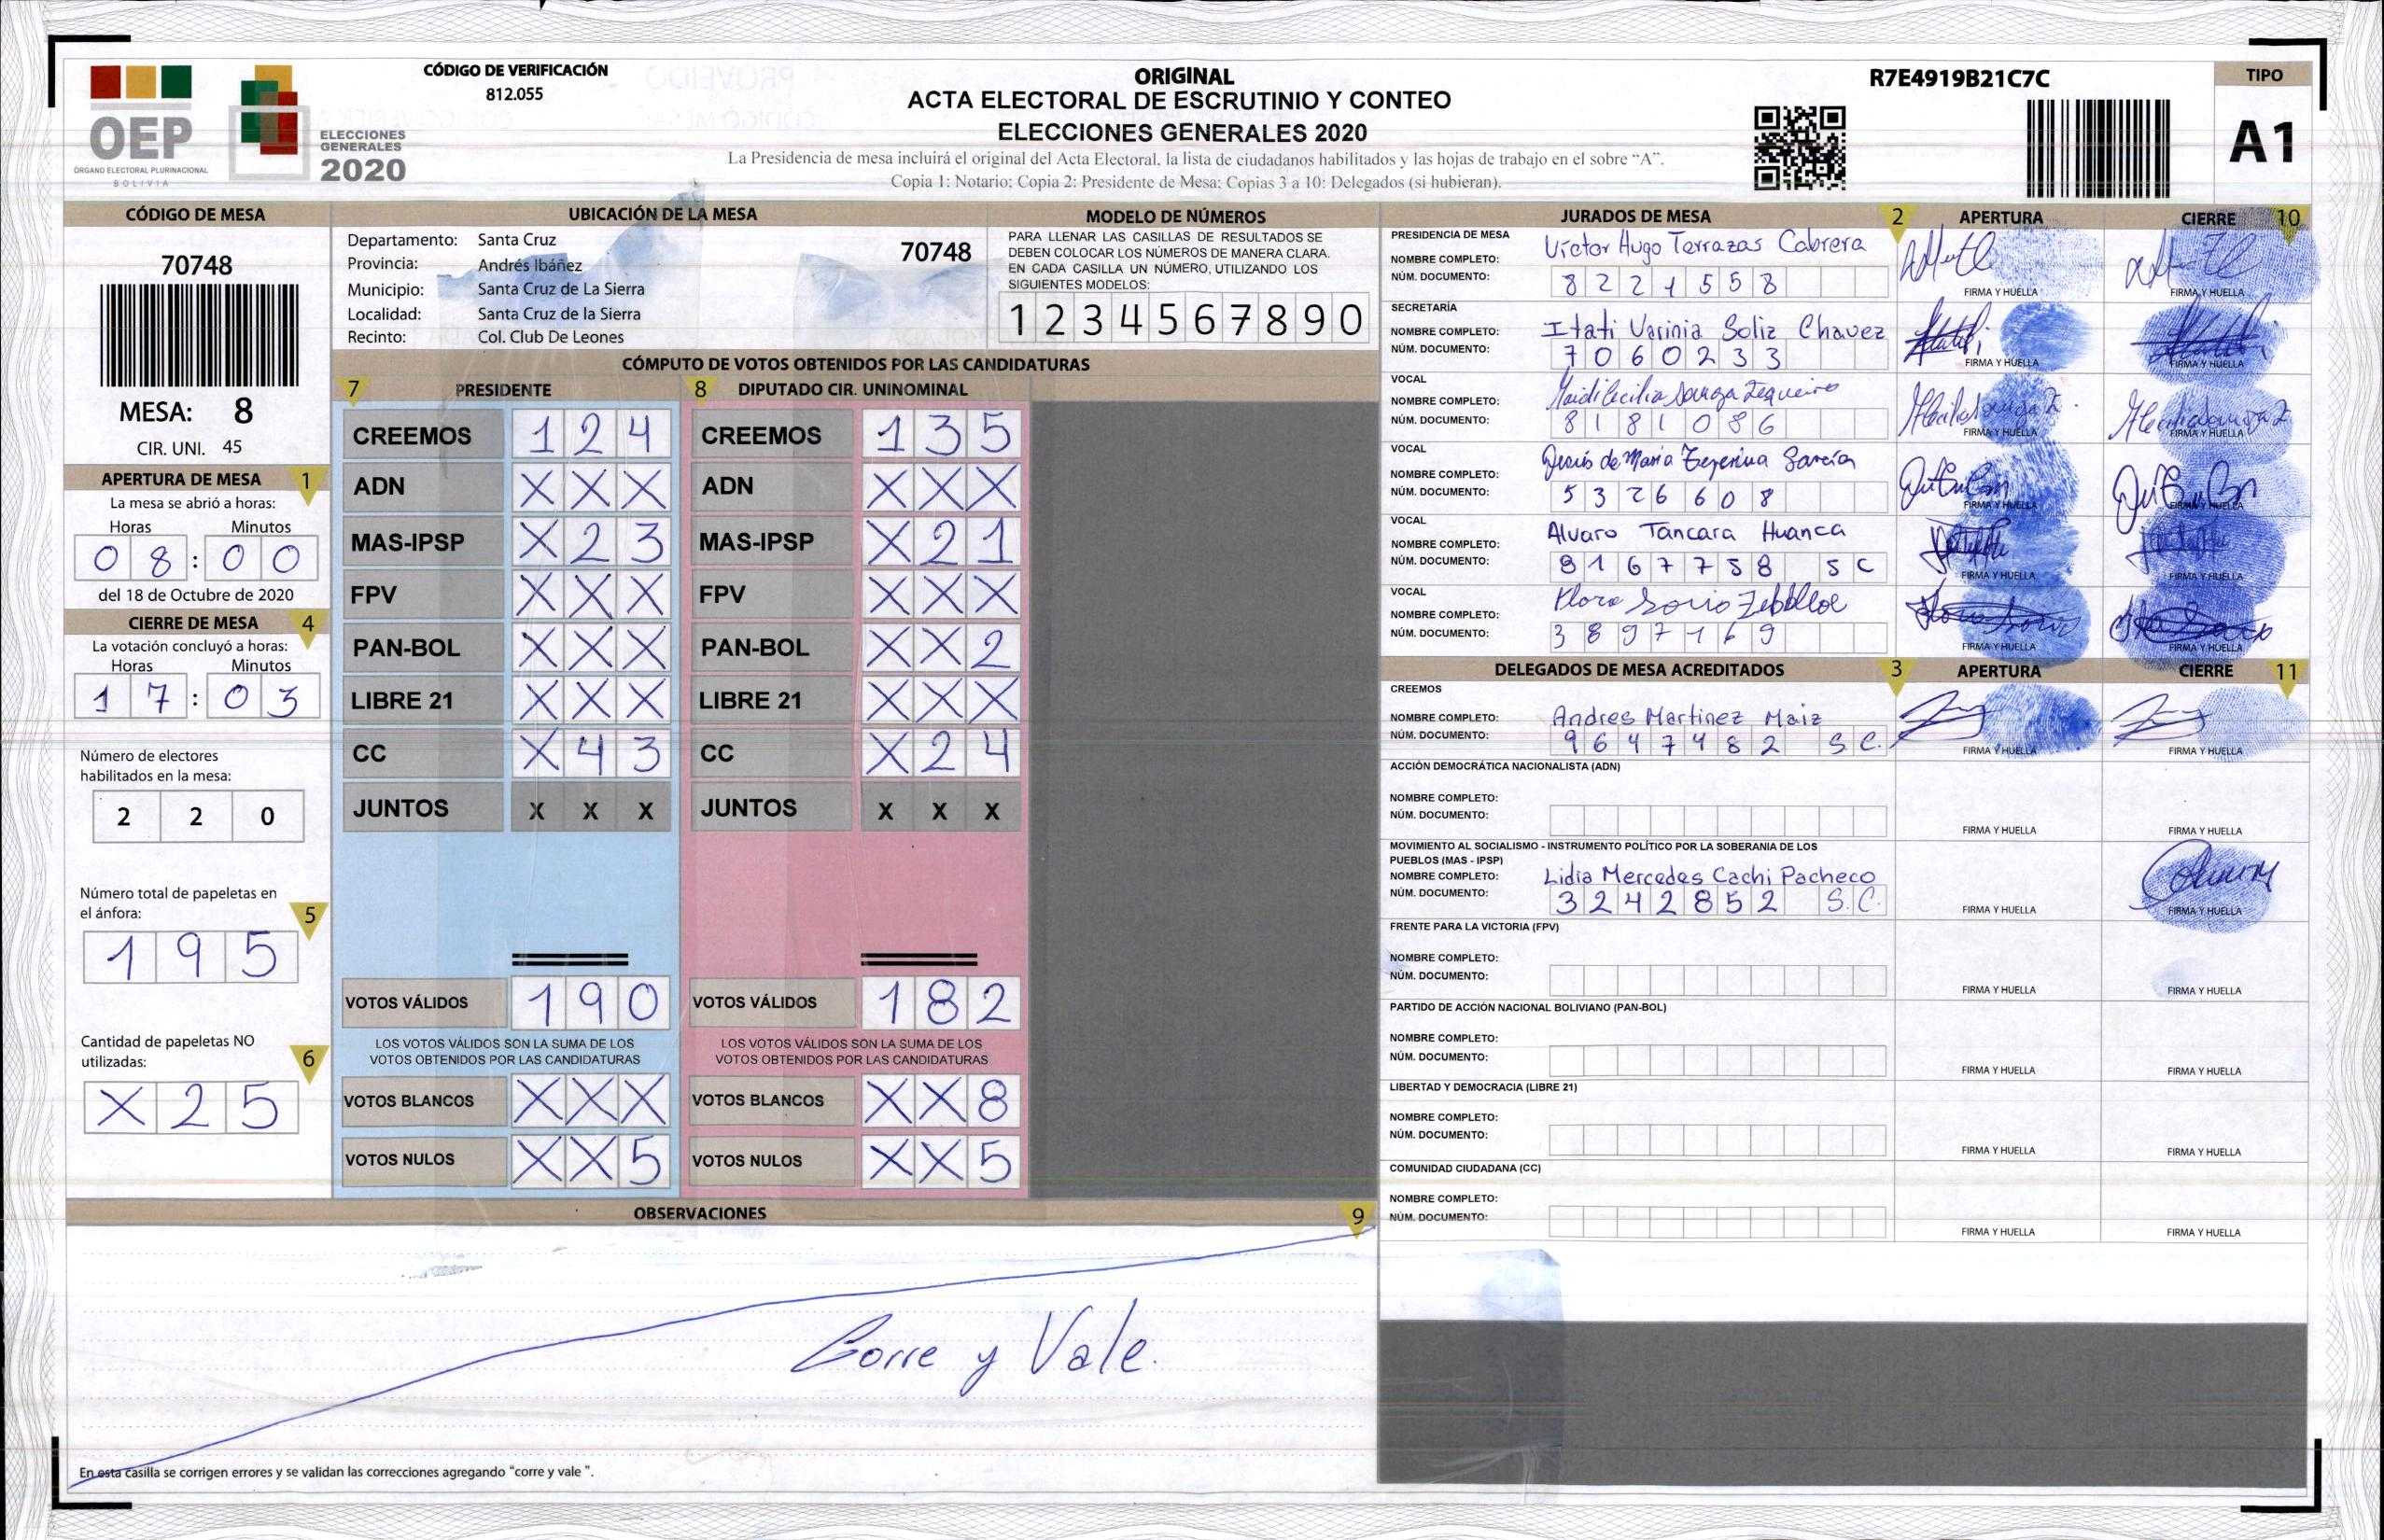 CÓDIGO DE VERIFICACIÓN
812.055
OEP
ÓRGANO ELECTORAL PLURINACIONAL
BOLIVIA
ELECCIONES
GENERALES
2020
ORIGINAL
ACTA ELECTORAL DE ESCRUTINIO Y CONTEO
ELECCIONES GENERALES 2020
La Presidencia de mesa incluirá el original del Acta Electoral, la lista de ciudadanos habilitados y las hojas de trabajo en el sobre “A”.
Copia 1: Notario; Copia 2: Presidente de Mesa; Copias 3 a 10: Delegados (si hubieran).
R7E4919B21C7C
TIPO
A1
CÓDIGO DE MESA
70748
MESA: 8
CIR. UNI. 45
APERTURA DE MESA 1
La mesa se abrió a horas:
Horas Minutos
0 8 : 0 0
del 18 de Octubre de 2020
CIERRE DE MESA 4
La votación concluyó a horas:
Horas Minutos
1 7 : 0 3
Número de electores
habilitados en la mesa:
2 2 0
Número total de papeletas en
el ánfora: 5
1 9 5
Cantidad de papeletas NO
utilizadas: 6
X 2 5
UBICACIÓN DE LA MESA
Departamento: Santa Cruz 70748
Provincia: Andrés Ibáñez
Municipio: Santa Cruz de La Sierra
Localidad: Santa Cruz de la Sierra
Recinto: Col. Club De Leones
MODELO DE NÚMEROS
PARA LLENAR LAS CASILLAS DE RESULTADOS SE
DEBEN COLOCAR LOS NÚMEROS DE MANERA CLARA.
EN CADA CASILLA UN NÚMERO, UTILIZANDO LOS
SIGUIENTES MODELOS:
1 2 3 4 5 6 7 8 9 0
CÓMPUTO DE VOTOS OBTENIDOS POR LAS CANDIDATURAS
7 PRESIDENTE
CREEMOS 1 2 4
ADN X X X
MAS-IPSP X 2 3
FPV X X X
PAN-BOL X X X
LIBRE 21 X X X
CC X 4 3
JUNTOS X X X
VOTOS VÁLIDOS 1 9 0
LOS VOTOS VÁLIDOS SON LA SUMA DE LOS
VOTOS OBTENIDOS POR LAS CANDIDATURAS
VOTOS BLANCOS X X X
VOTOS NULOS X X 5
8 DIPUTADO CIR. UNINOMINAL
CREEMOS 1 3 5
ADN X X X
MAS-IPSP X 2 1
FPV X X X
PAN-BOL X X 2
LIBRE 21 X X X
CC X 2 4
JUNTOS X X X
VOTOS VÁLIDOS 1 8 2
LOS VOTOS VÁLIDOS SON LA SUMA DE LOS
VOTOS OBTENIDOS POR LAS CANDIDATURAS
VOTOS BLANCOS X X 8
VOTOS NULOS X X 5
OBSERVACIONES 9
Corre y Vale.
En esta casilla se corrigen errores y se validan las correcciones agregando “corre y vale ”.
JURADOS DE MESA 2 APERTURA CIERRE 10
PRESIDENCIA DE MESA
NOMBRE COMPLETO: Victor Hugo Terrazas Cabrera
NÚM. DOCUMENTO: 8 2 2 1 5 5 8
FIRMA Y HUELLA FIRMA Y HUELLA
SECRETARÍA
NOMBRE COMPLETO: Itati Varinia Soliz Chavez
NÚM. DOCUMENTO: 7 0 6 0 2 3 3
FIRMA Y HUELLA FIRMA Y HUELLA
VOCAL
NOMBRE COMPLETO:
NÚM. DOCUMENTO: 8 1 8 1 0 8 6
FIRMA Y HUELLA FIRMA Y HUELLA
VOCAL
NOMBRE COMPLETO: Jesús de Maria Egerina García
NÚM. DOCUMENTO: 5 3 2 6 6 0 8
FIRMA Y HUELLA FIRMA Y HUELLA
VOCAL
NOMBRE COMPLETO: Alvaro Tancara Huanca
NÚM. DOCUMENTO: 8 1 6 7 7 5 8 S C
FIRMA Y HUELLA FIRMA Y HUELLA
VOCAL
NOMBRE COMPLETO:
NÚM. DOCUMENTO: 3 8 9 7 1 6 9
FIRMA Y HUELLA FIRMA Y HUELLA
DELEGADOS DE MESA ACREDITADOS 3 APERTURA CIERRE 11
CREEMOS
NOMBRE COMPLETO: Andres Martinez Maiz
NÚM. DOCUMENTO: 9 6 4 7 4 8 2 S C.
FIRMA Y HUELLA FIRMA Y HUELLA
ACCIÓN DEMOCRÁTICA NACIONALISTA (ADN)
NOMBRE COMPLETO:
NÚM. DOCUMENTO:
FIRMA Y HUELLA FIRMA Y HUELLA
MOVIMIENTO AL SOCIALISMO - INSTRUMENTO POLÍTICO POR LA SOBERANIA DE LOS
PUEBLOS (MAS - IPSP)
NOMBRE COMPLETO: Lidia Mercedes Cachi Pacheco
NÚM. DOCUMENTO: 3 2 4 2 8 5 2 S.C.
FIRMA Y HUELLA FIRMA Y HUELLA
FRENTE PARA LA VICTORIA (FPV)
NOMBRE COMPLETO:
NÚM. DOCUMENTO:
FIRMA Y HUELLA FIRMA Y HUELLA
PARTIDO DE ACCIÓN NACIONAL BOLIVIANO (PAN-BOL)
NOMBRE COMPLETO:
NÚM. DOCUMENTO:
FIRMA Y HUELLA FIRMA Y HUELLA
LIBERTAD Y DEMOCRACIA (LIBRE 21)
NOMBRE COMPLETO:
NÚM. DOCUMENTO:
FIRMA Y HUELLA FIRMA Y HUELLA
COMUNIDAD CIUDADANA (CC)
NOMBRE COMPLETO:
NÚM. DOCUMENTO:
FIRMA Y HUELLA FIRMA Y HUELLA